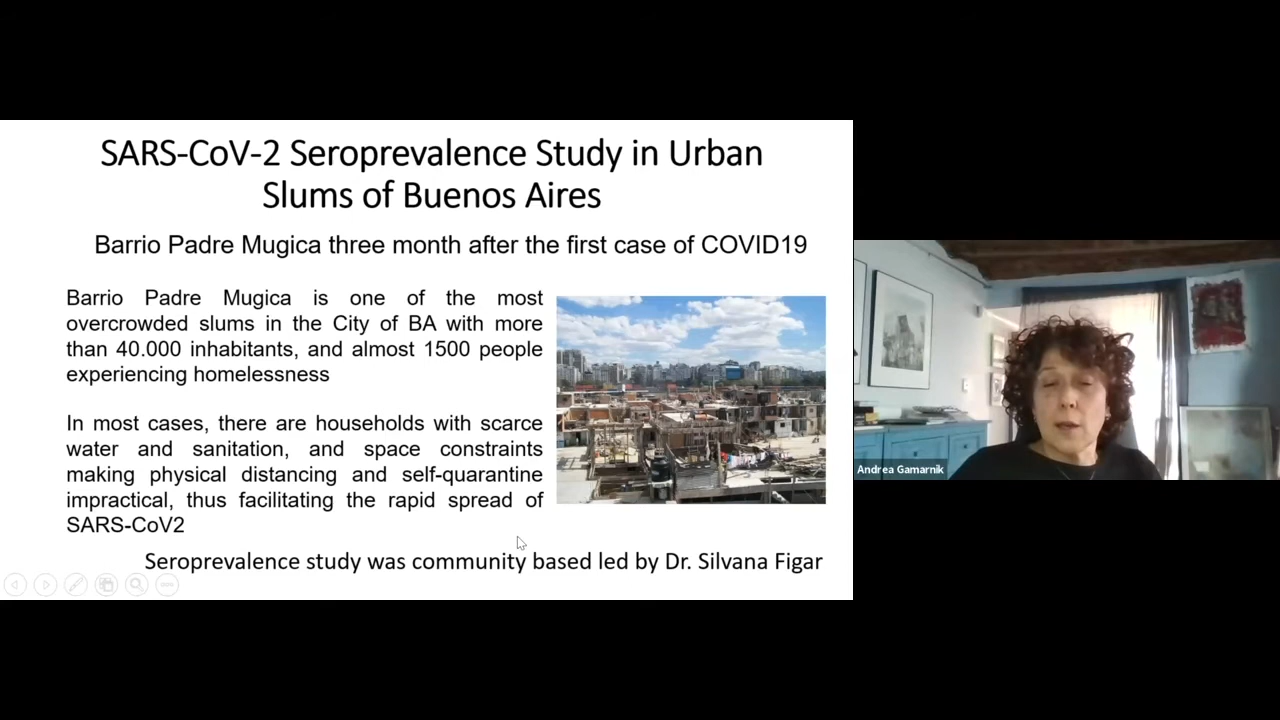 SARS-CoV-2 Seroprevalence Study in Urban
Slums of Buenos Aires
Barrio Padre Mugica three month after the first case of COVID19
Barrio Padre Mugica is one of the most
overcrowded slums in the City of BA with more
than 40.000 inhabitants, and almost 1500 people
experiencing homelessness
In most cases, there are households with scarce
water and sanitation, and space constraints
making physical distancing and self-quarantine
impractical, thus facilitating the rapid spread of
SARS-CoV2
Seroprevalence study was community based led by Dr. Silvana Figar
Andrea Gamarnik